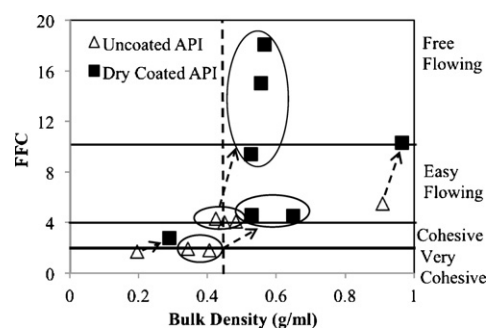 20
16
12
8
4
0
FFC
Uncoated API
Dry Coated API
Free
Flowing
Easy
Flowing
Cohesive
Very
Cohesive
0
0.2
0.4
0.6
0.8
1
Bulk Density (g/ml)